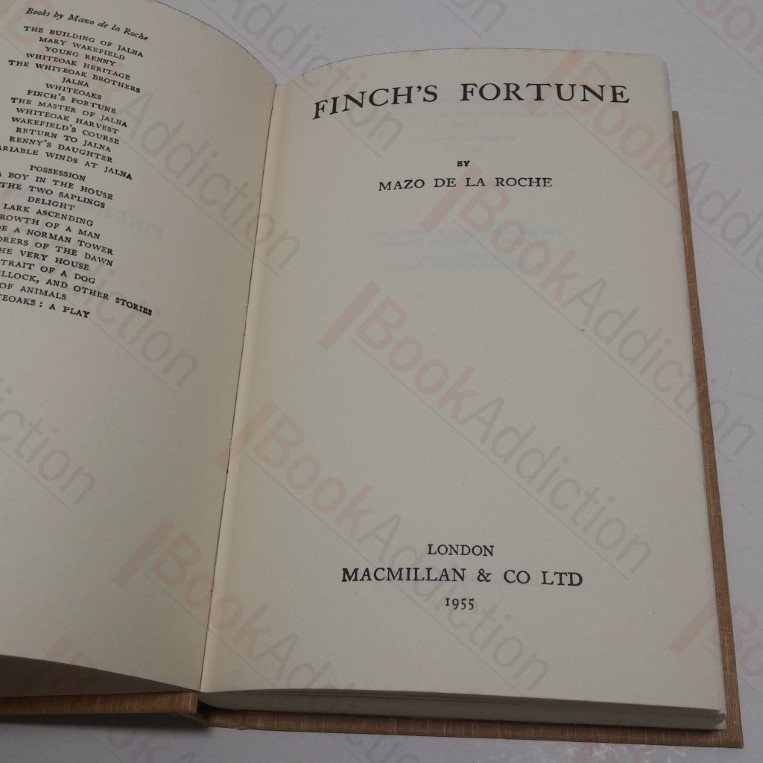 Books by Mazo de la Roche
THE BUILDING OF JALNA
MARY WAKEFIELD
YOUNG RENNY
WHITEOAK HERITAGE
THE WHITEOAK BROTHERS
JALNA
WHITEOAKS
FINCH'S FORTUNE
THE MASTER OF JALNA
WHITEOAK HARVEST
WAKEFIELD'S COURSE
RETURN TO JALNA
RENNY'S DAUGHTER
ARIABLE WINDS AT JALNA
POSSESSION
A BOY IN THE HOUSE
THE TWO SAPLINGS
DELIGHT
LARK ASCENDING
ROWTH OF A MAN
E A NORMAN TOWER
ORERS OF THE DAWN
HE VERY HOUSE
TRAIT OF A DOG
LLOCK, AND OTHER STORIES
OF ANIMALS
TEOAKS : A PLAY
FINCH'S FORTUNE
BY
MAZO DE LA ROCHE
LONDON
MACMILLAN & CO LTD
1955
BookAddiction